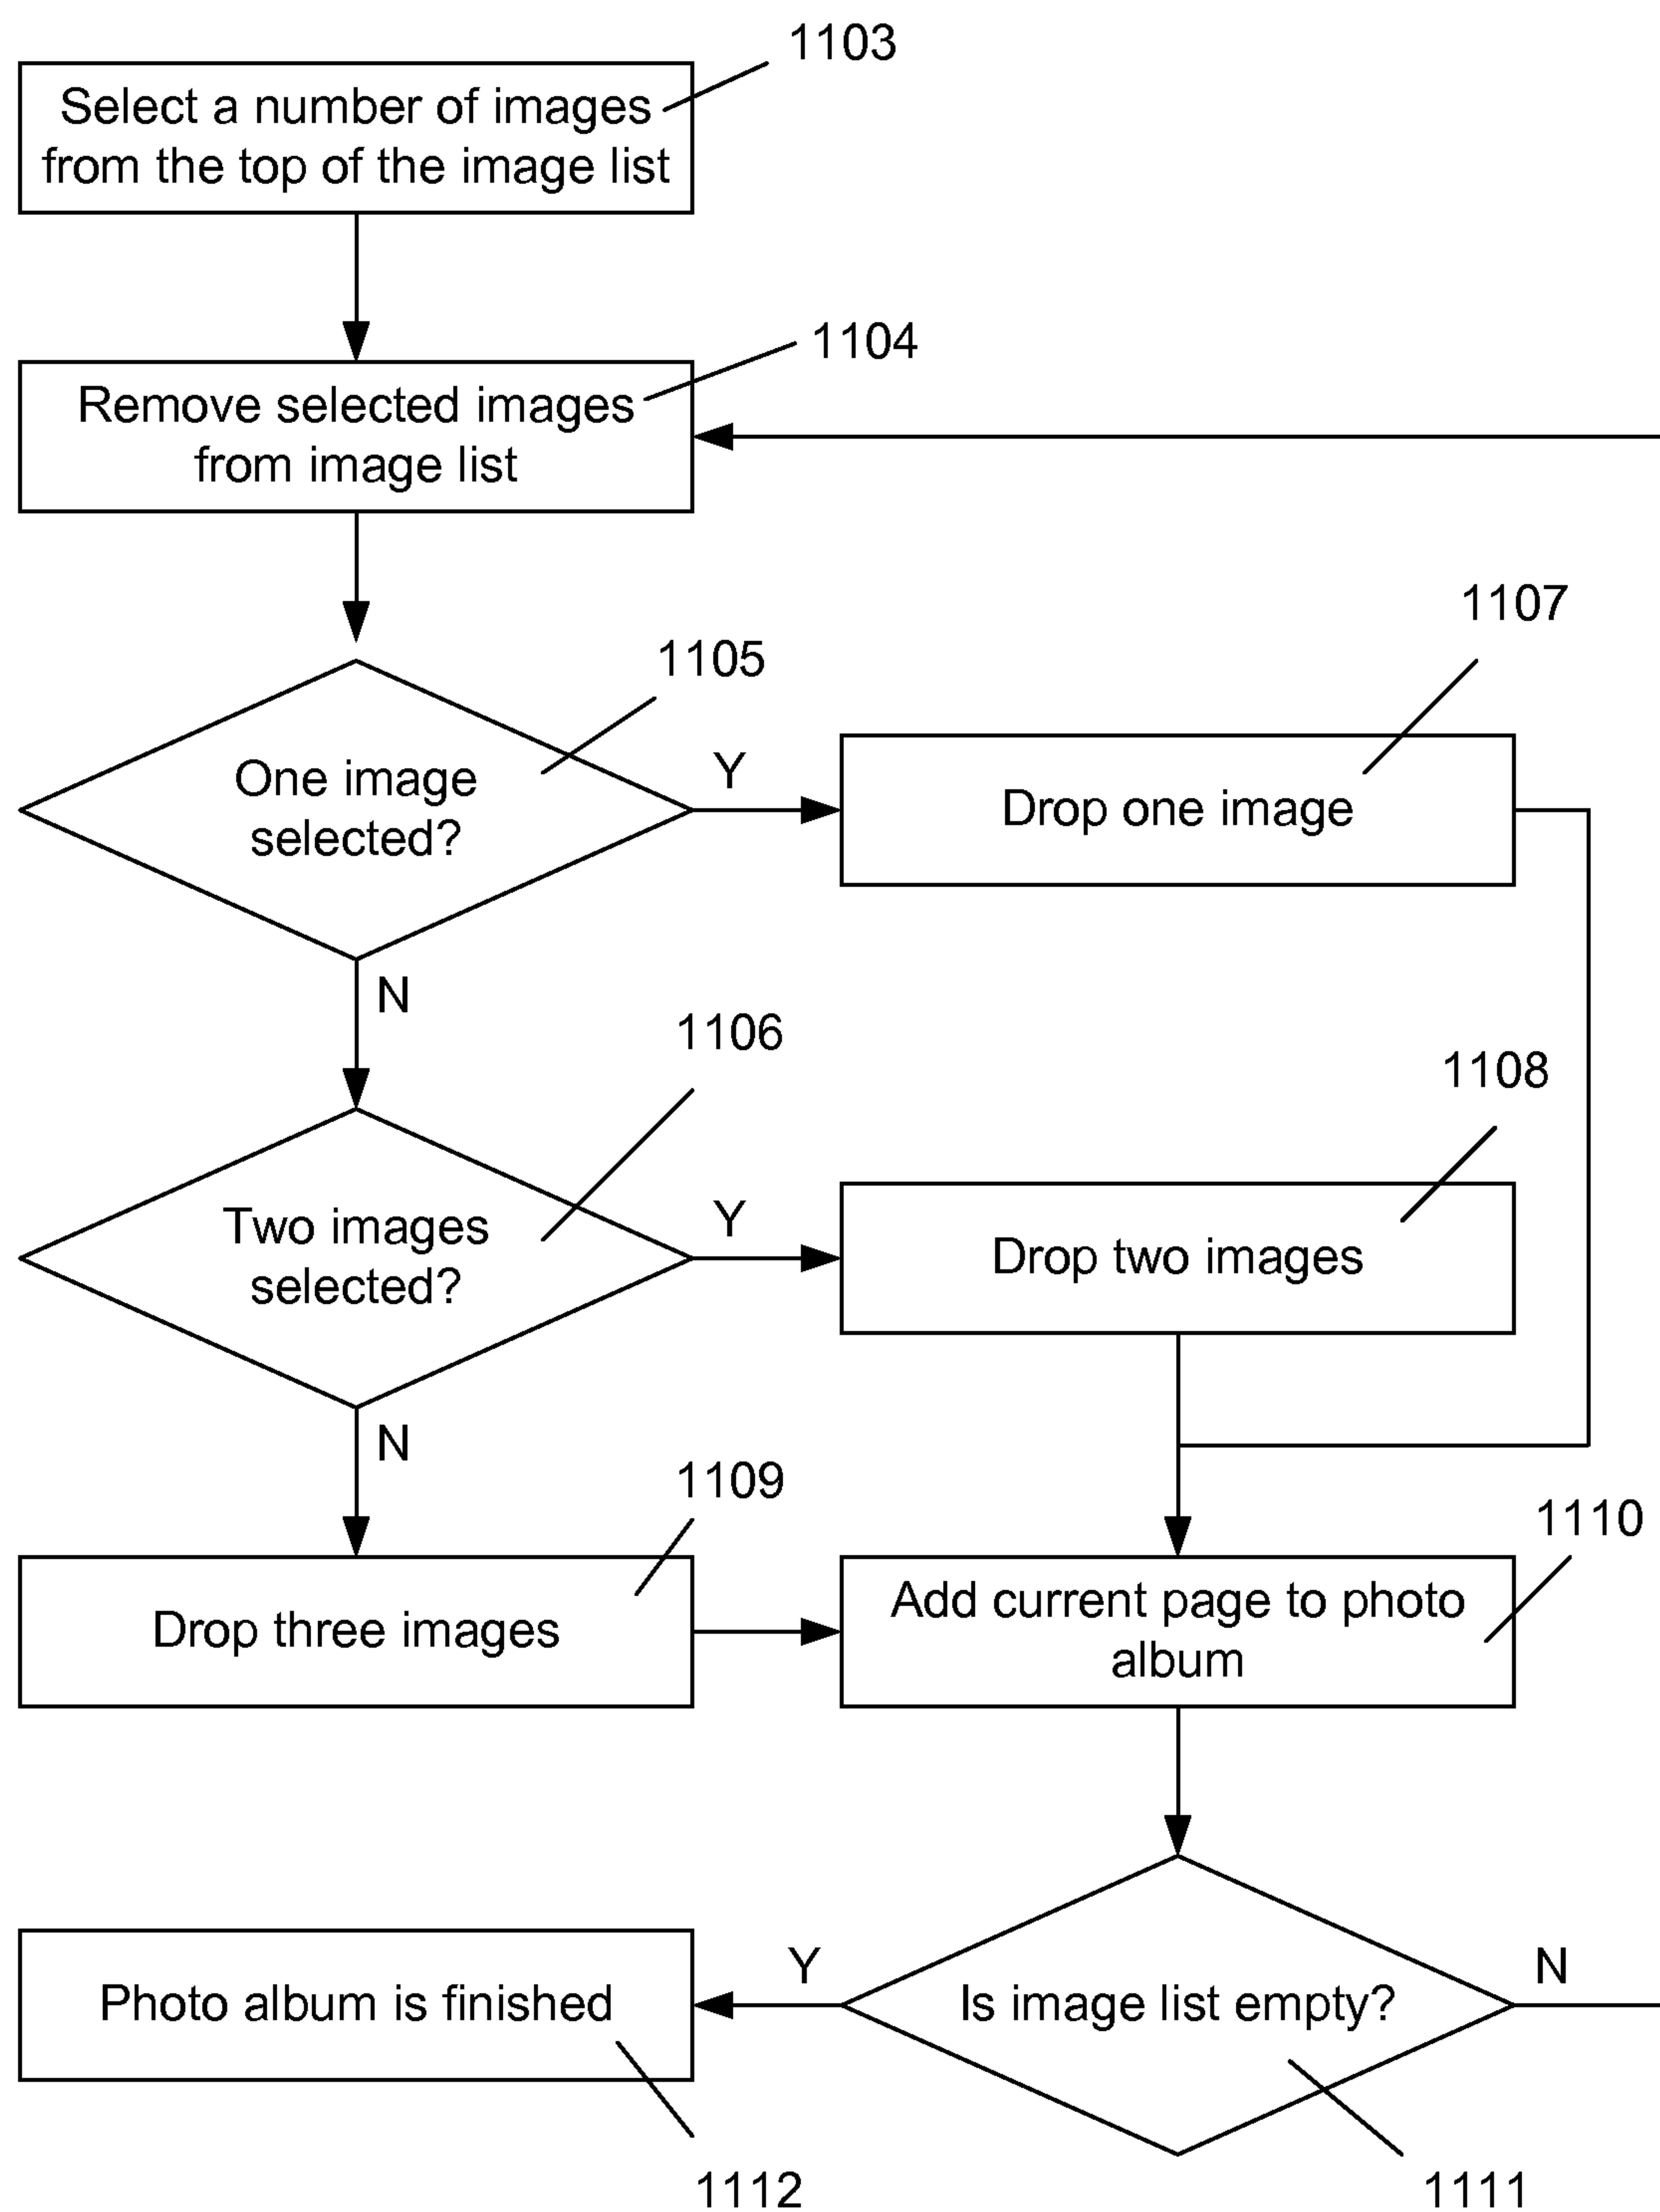 1103
Select a number of images
from the top of the image list
1104
Remove selected images
from image list
1107
1105
One image
selected?
Y
Drop one image
N
1106
1108
Two images
selected?
Y
Drop two images
N
1109
1110
Drop three images
Add current page to photo
album
Photo album is finished
Y
Is image list empty?
N
1112
1111